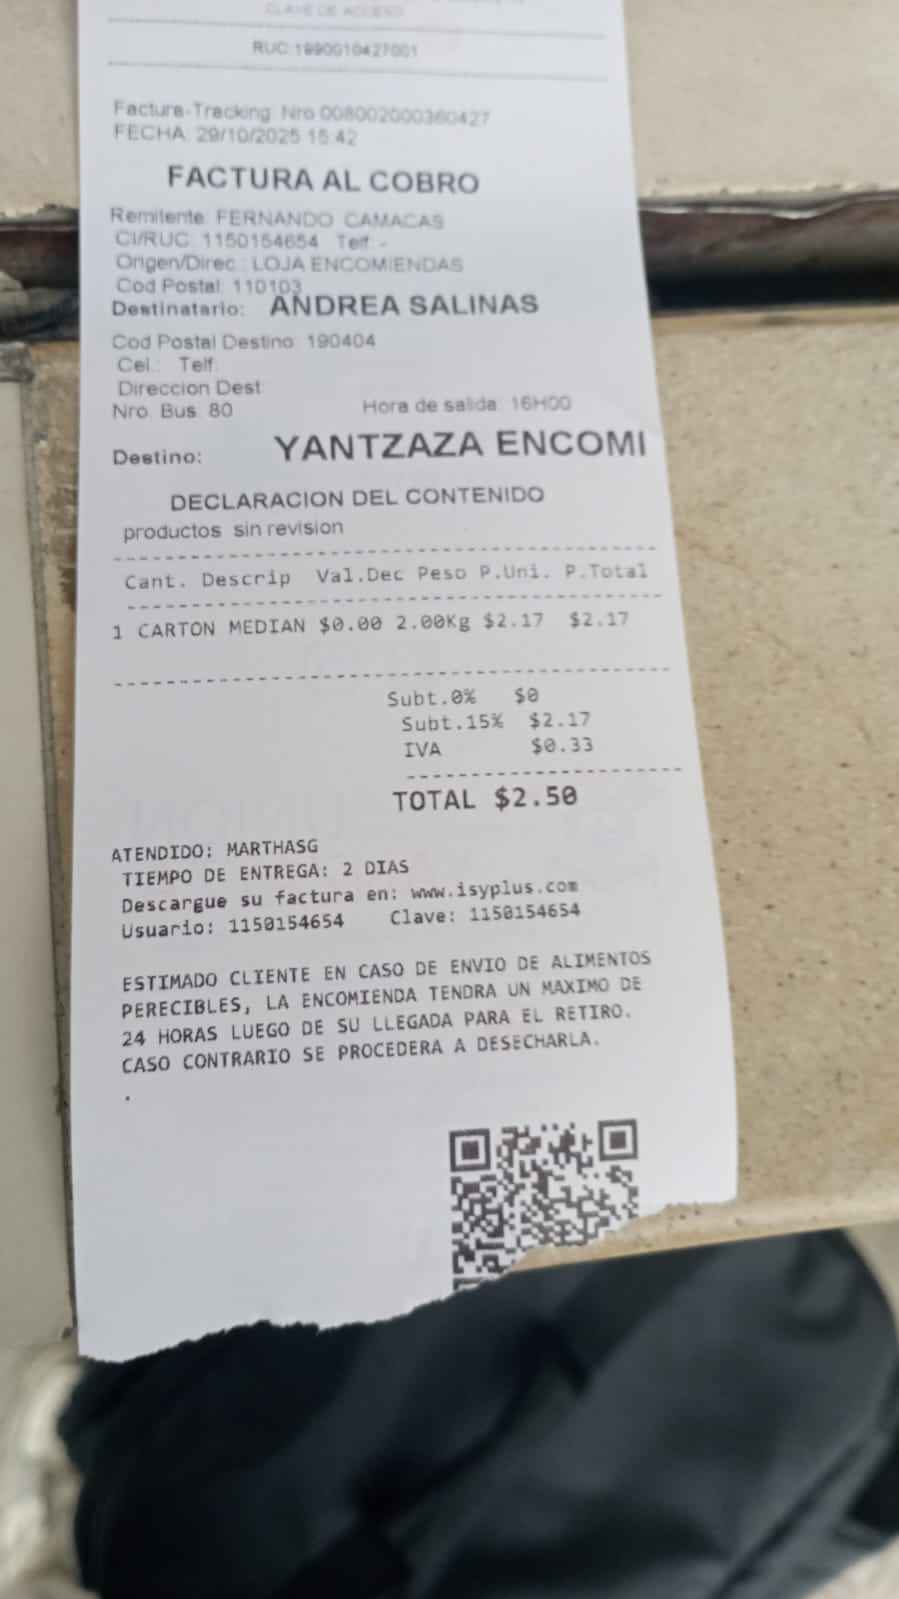 CLAVE DE ACCESO
RUC:1990010427001
Factura-Tracking: Nro 008002000360427
FECHA: 29/10/2025 15:42
FACTURA AL COBRO
Remitente: FERNANDO CAMACAS
CI/RUC: 1150154654 Telf: -
Origen/Direc.: LOJA ENCOMIENDAS
Cod Postal: 110103
Destinatario: ANDREA SALINAS
Cod Postal Destino: 190404
Cel.: Telf:
Direccion Dest:
Nro. Bus. 80 Hora de salida: 16H00
Destino: YANTZAZA ENCOMI
DECLARACION DEL CONTENIDO
productos sin revision
Cant. Descrip Val.Dec Peso P.Uni. P.Total
1 CARTON MEDIAN $0.00 2.00Kg $2.17 $2.17
Subt.0% $0
Subt.15% $2.17
IVA $0.33
TOTAL $2.50
ATENDIDO: MARTHASG
TIEMPO DE ENTREGA: 2 DIAS
Descargue su factura en: www.isyplus.com
Usuario: 1150154654 Clave: 1150154654
ESTIMADO CLIENTE EN CASO DE ENVIO DE ALIMENTOS
PERECIBLES, LA ENCOMIENDA TENDRA UN MAXIMO DE
24 HORAS LUEGO DE SU LLEGADA PARA EL RETIRO.
CASO CONTRARIO SE PROCEDERA A DESECHARLA.
.